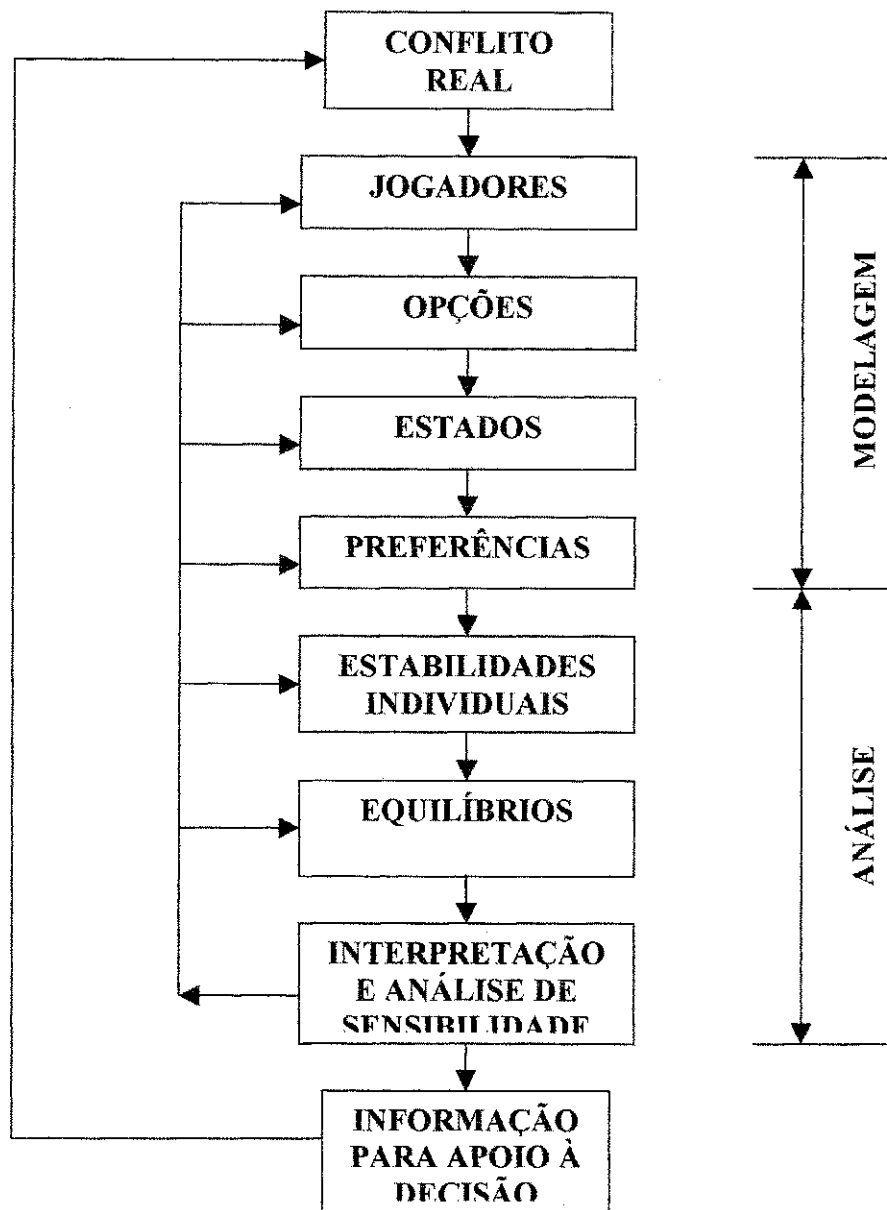 CONFLITO
REAL
JOGADORES
OPÇÕES
ESTADOS
PREFERÊNCIAS
ESTABILIDADES
INDIVIDUAIS
EQUILÍBRIOS
INTERPRETAÇÃO
E ANÁLISE DE
SENSIBILIDADE
INFORMAÇÃO
PARA APOIO À
DECISÃO
MODELAGEM
ANÁLISE